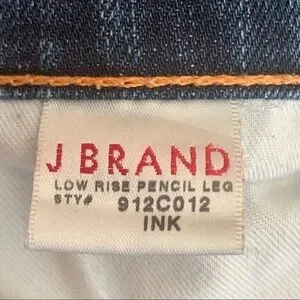 J BRAND
LOW RISE PENCIL LEG
STY# 912C012
INK